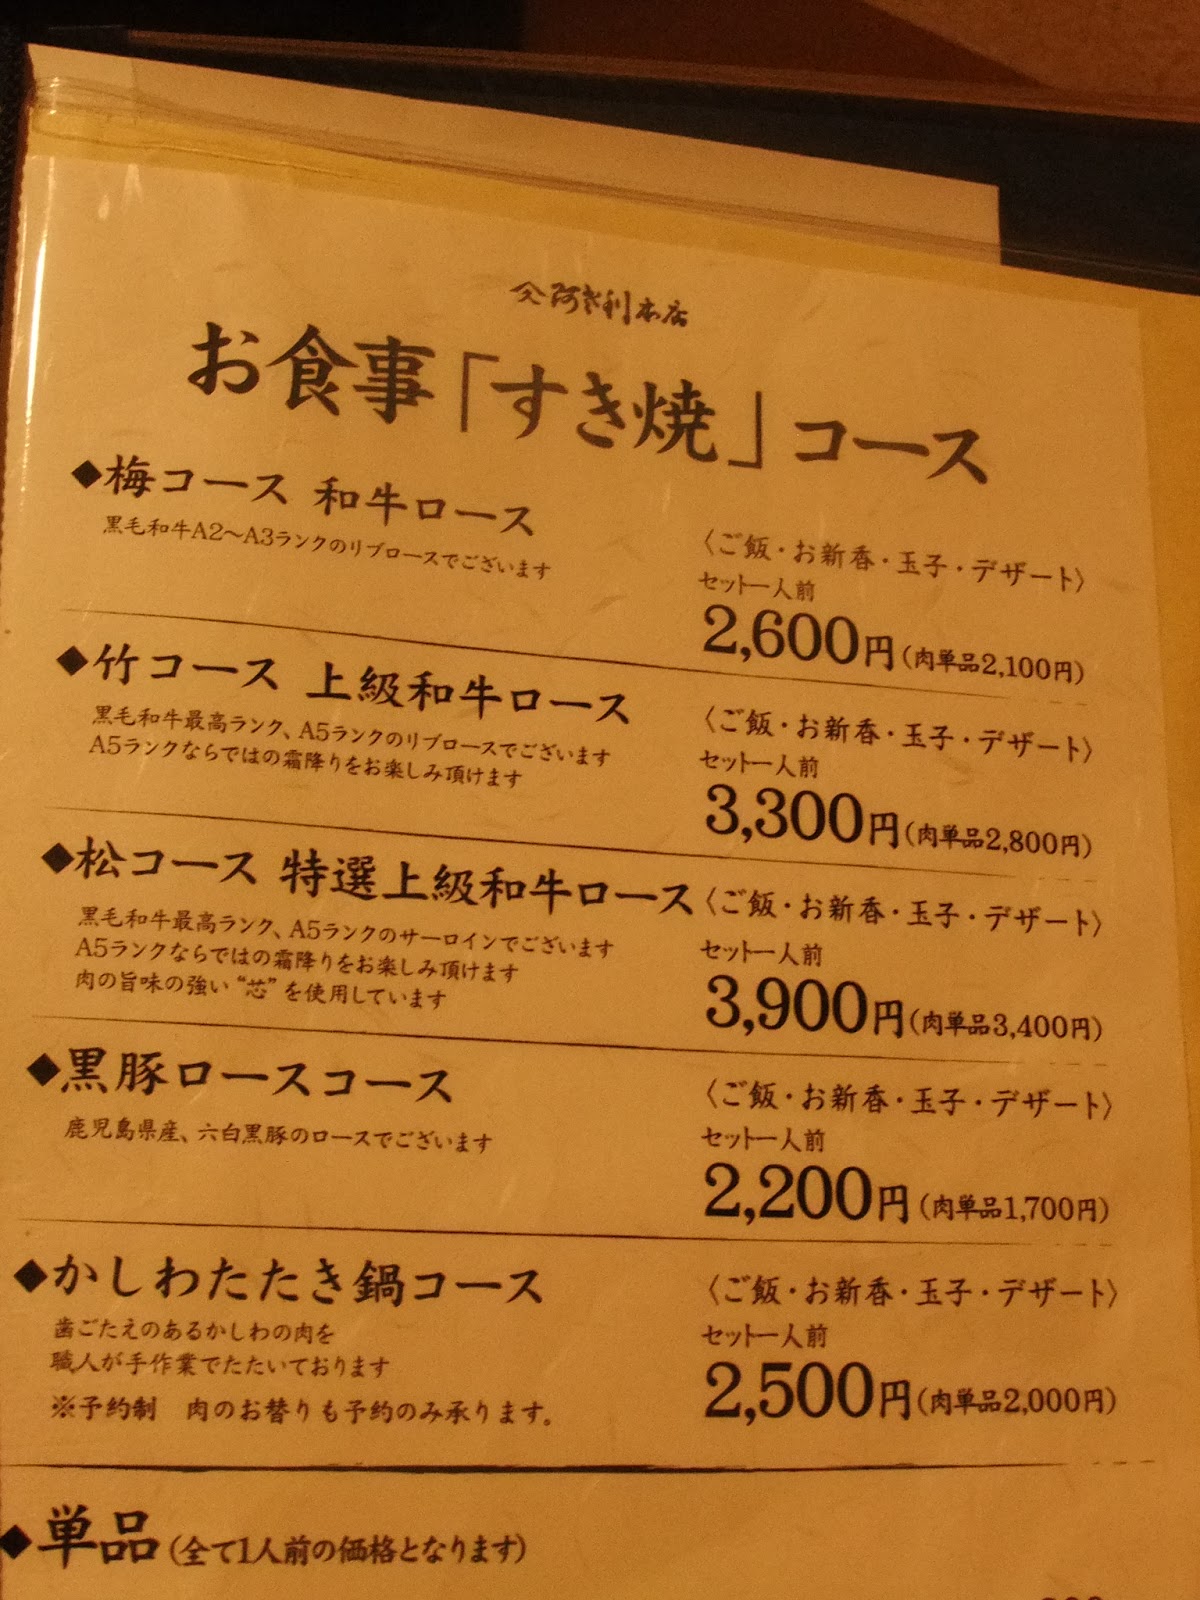 阿き利本店
お食事「すき焼」コース
◆梅コース 和牛ロース
黒毛和牛A2～A3ランクのリブロースでございます
〈ご飯・お新香・玉子・デザート〉
セット一人前
2,600円(肉単品2,100円)
◆竹コース 上級和牛ロース
黒毛和牛最高ランク、A5ランクのリブロースでございます
A5ランクならではの霜降りをお楽しみ頂けます
〈ご飯・お新香・玉子・デザート〉
セット一人前
3,300円(肉単品2,800円)
◆松コース 特選上級和牛ロース
黒毛和牛最高ランク、A5ランクのサーロインでございます
A5ランクならではの霜降りをお楽しみ頂けます
肉の旨味の強い“芯”を使用しています
〈ご飯・お新香・玉子・デザート〉
セット一人前
3,900円(肉単品3,400円)
◆黒豚ロースコース
鹿児島県産、六白黒豚のロースでございます
〈ご飯・お新香・玉子・デザート〉
セット一人前
2,200円(肉単品1,700円)
◆かしわたたき鍋コース
歯ごたえのあるかしわの肉を
職人が手作業でたたいております
※予約制 肉のお替りも予約のみ承ります。
〈ご飯・お新香・玉子・デザート〉
セット一人前
2,500円(肉単品2,000円)
◆単品(全て1人前の価格となります)